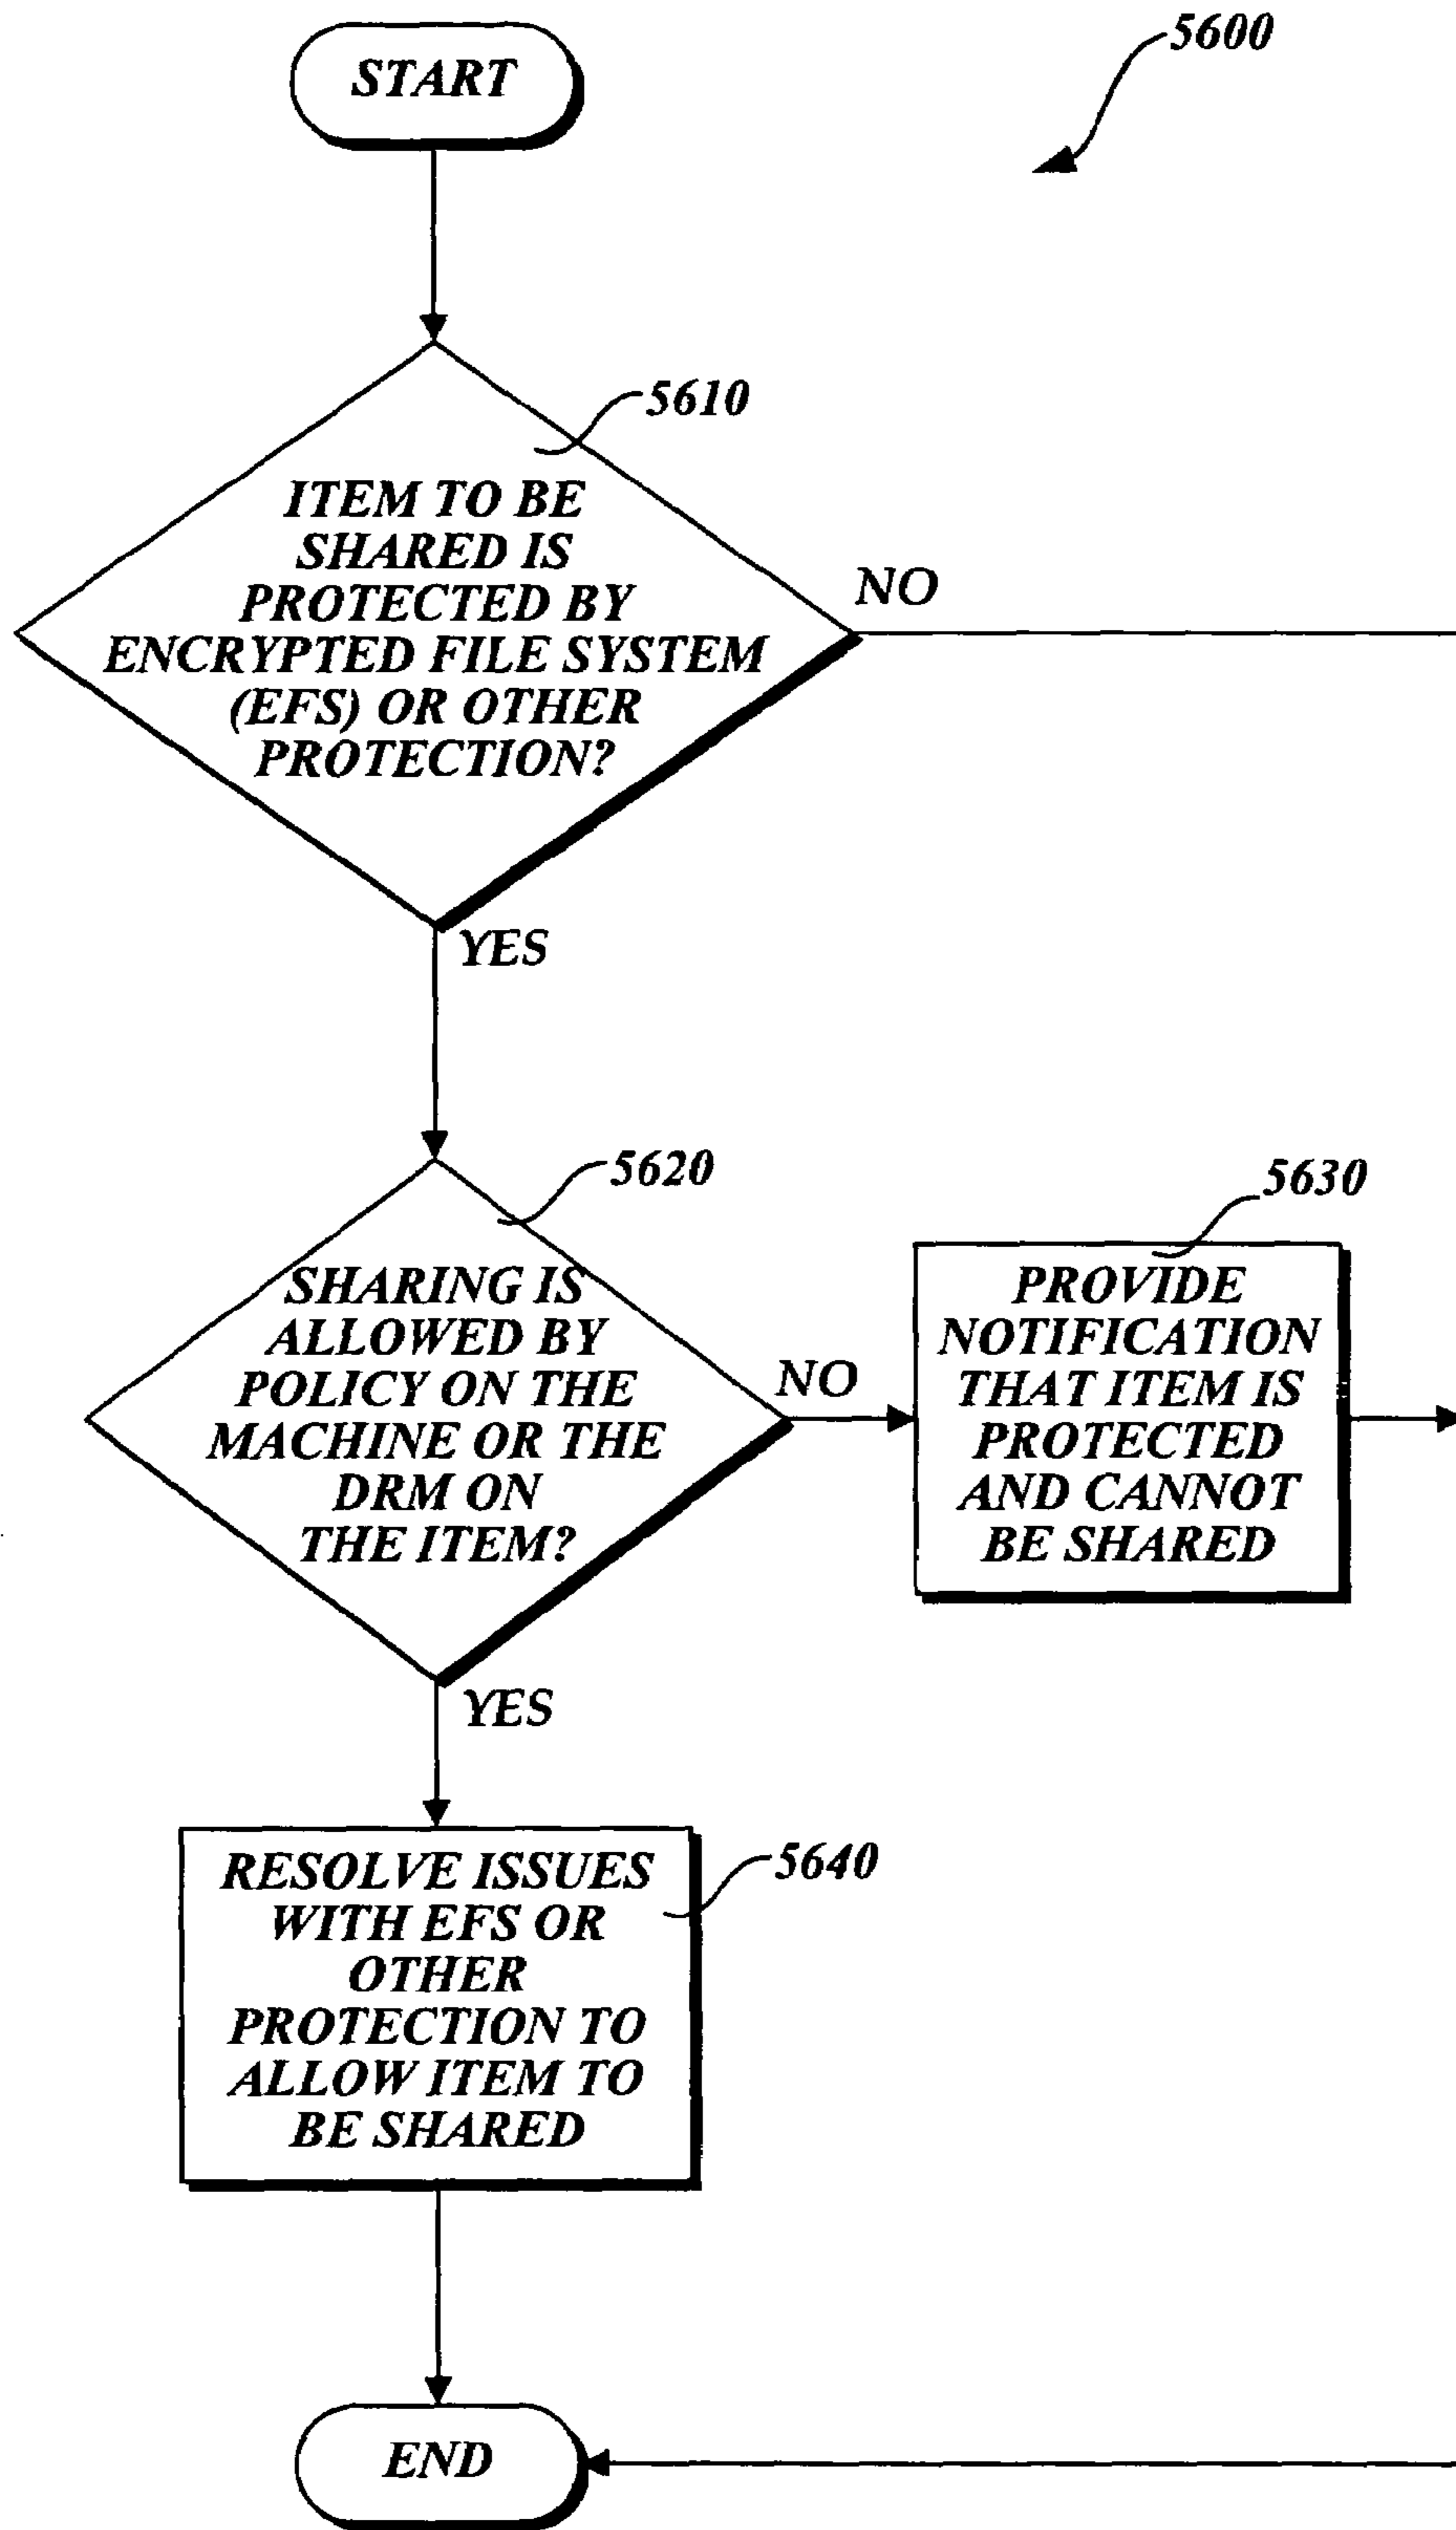 START
5600
5610
ITEM TO BE
SHARED IS
PROTECTED BY
ENCRYPTED FILE SYSTEM
(EFS) OR OTHER
PROTECTION?
NO
YES
5620
SHARING IS
ALLOWED BY
POLICY ON THE
MACHINE OR THE
DRM ON
THE ITEM?
NO
YES
5630
PROVIDE
NOTIFICATION
THAT ITEM IS
PROTECTED
AND CANNOT
BE SHARED
5640
RESOLVE ISSUES
WITH EFS OR
OTHER
PROTECTION TO
ALLOW ITEM TO
BE SHARED
END